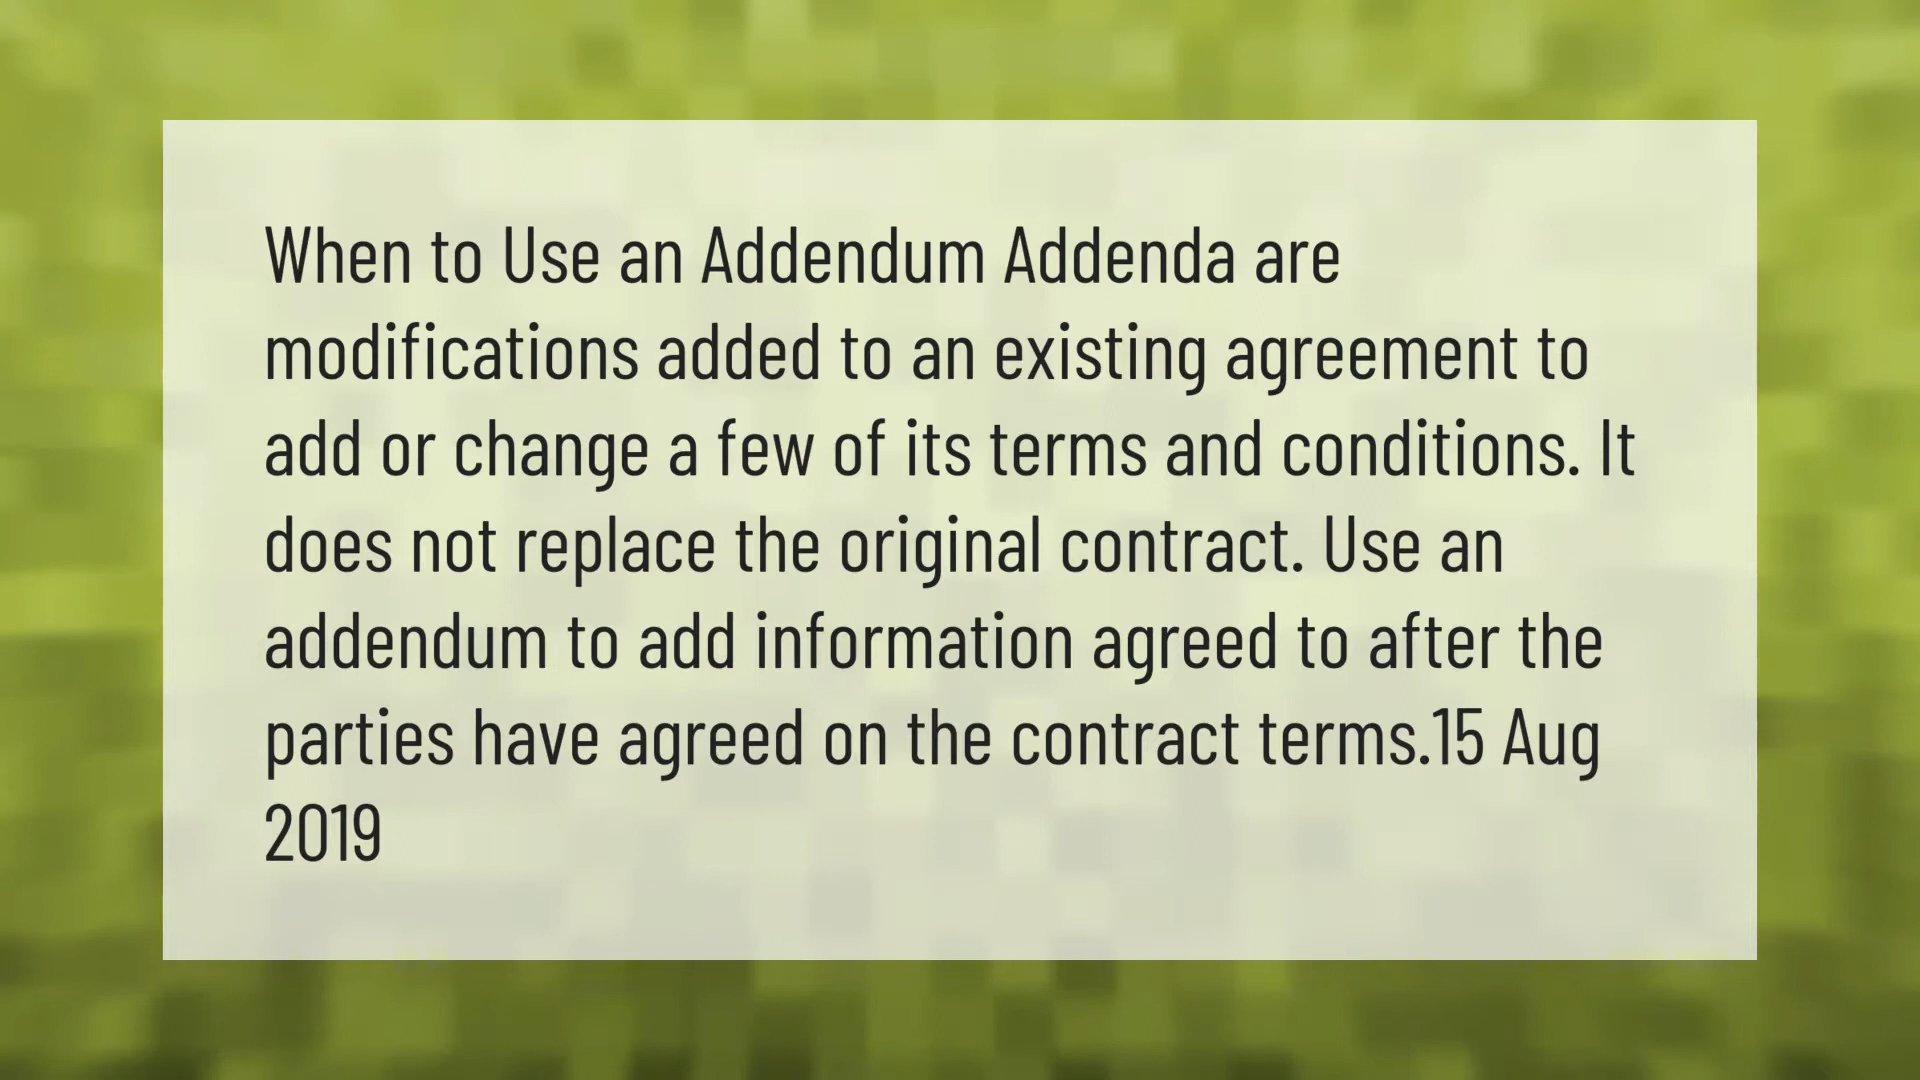 When to Use an Addendum Addenda are
modifications added to an existing agreement to
add or change a few of its terms and conditions. It
does not replace the original contract. Use an
addendum to add information agreed to after the
parties have agreed on the contract terms.15 Aug
2019